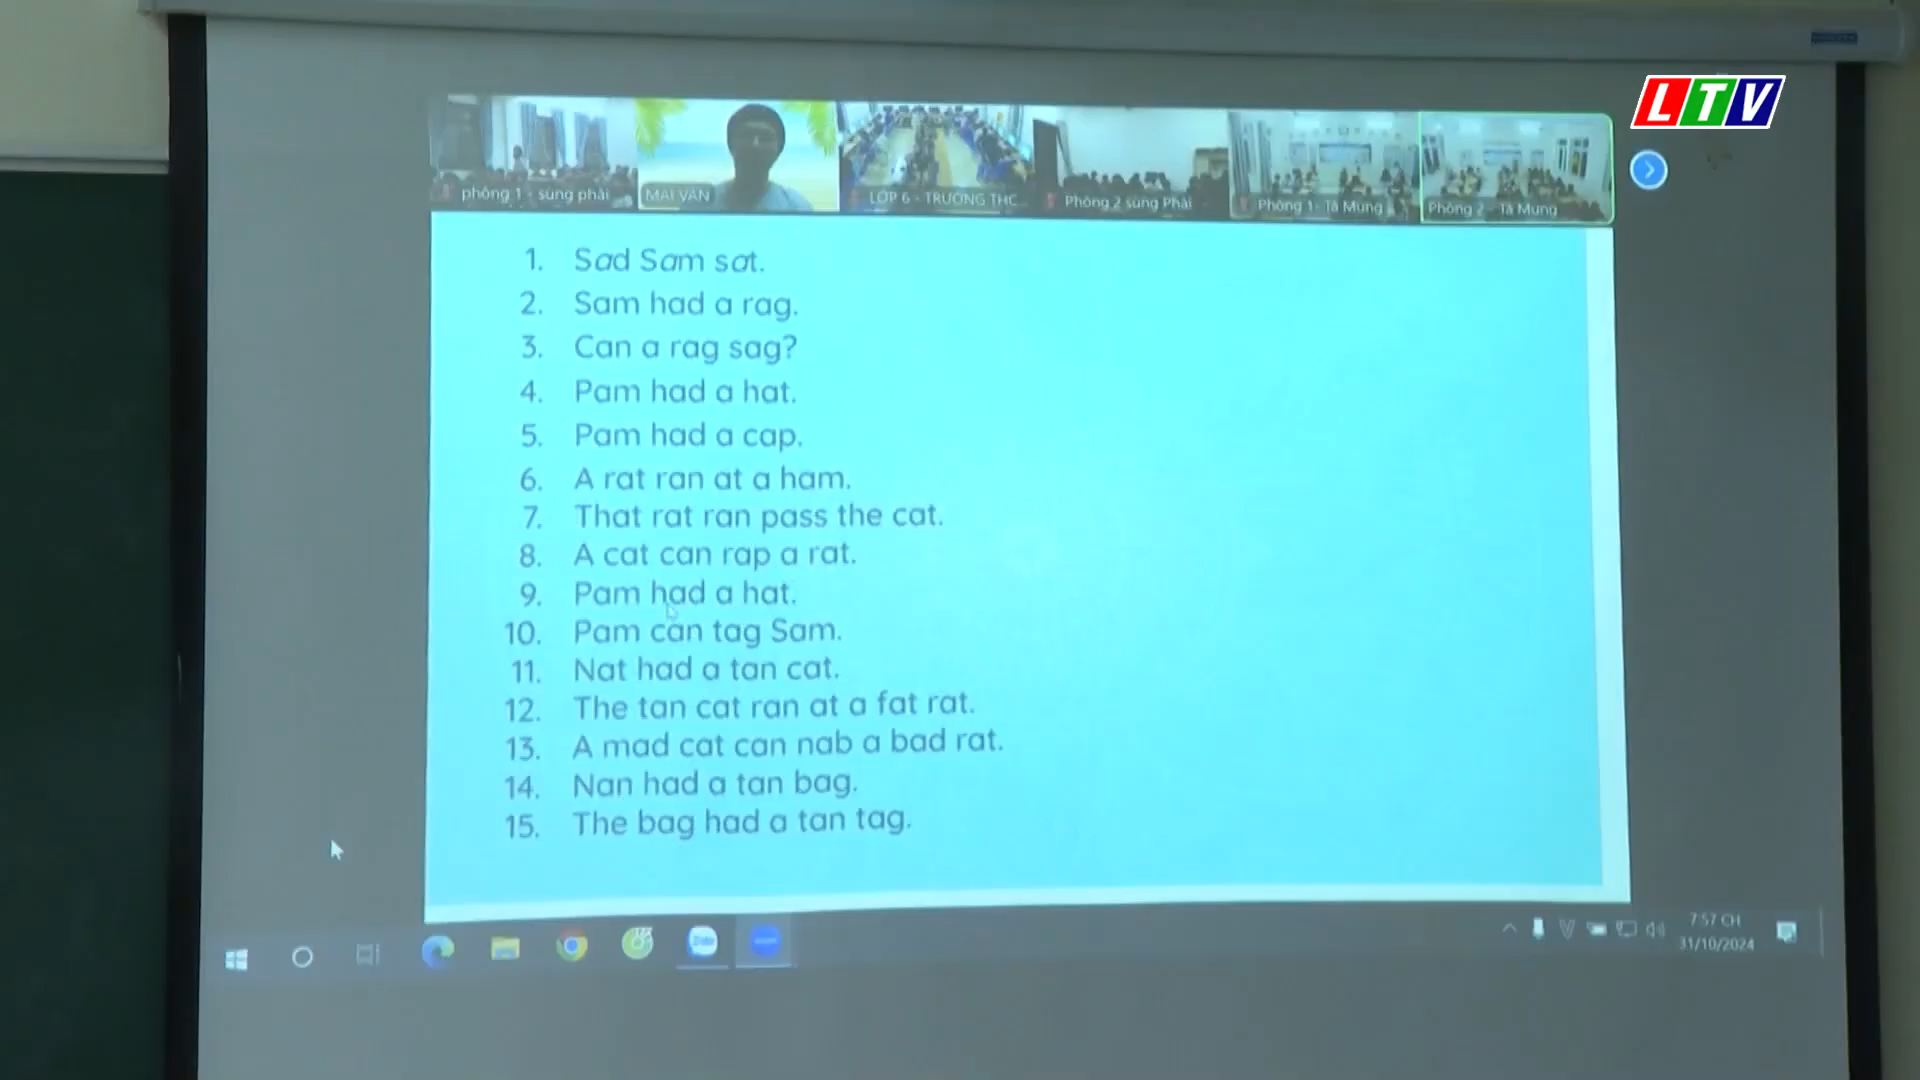 LTV
phòng 1 - sùng phài
MAI VÂN
LỚP 6 - TRƯỜNG THC...
Phòng 2 sùng Phài
Phòng 1- Tà Mung
Phòng 2 - Tà Mung
1. Sad Sam sat.
2. Sam had a rag.
3. Can a rag sag?
4. Pam had a hat.
5. Pam had a cap.
6. A rat ran at a ham.
7. That rat ran pass the cat.
8. A cat can rap a rat.
9. Pam had a hat.
10. Pam can tag Sam.
11. Nat had a tan cat.
12. The tan cat ran at a fat rat.
13. A mad cat can nab a bad rat.
14. Nan had a tan bag.
15. The bag had a tan tag.
7:57 CH
31/10/2024